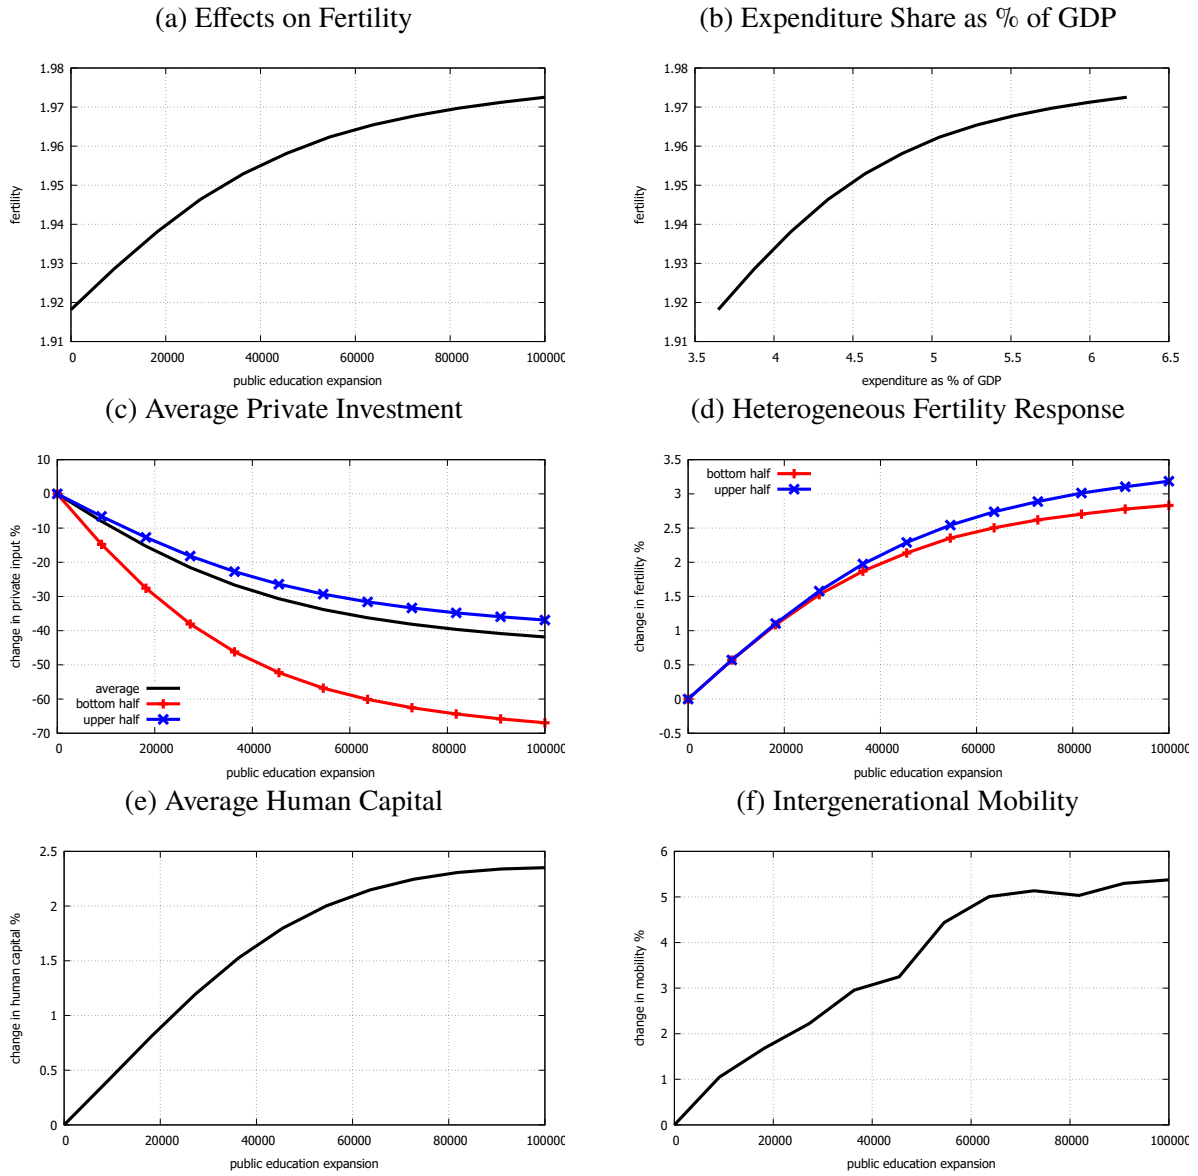 (a) Effects on Fertility
1.98
1.97
1.96
1.95
1.94
1.93
1.92
1.91
fertility
0 20000 40000 60000 80000 100000
public education expansion
(b) Expenditure Share as % of GDP
1.98
1.97
1.96
1.95
1.94
1.93
1.92
1.91
fertility
3.5 4 4.5 5 5.5 6 6.5
expenditure as % of GDP
(c) Average Private Investment
10
0
-10
-20
-30
-40
-50
-60
-70
change in private input %
average
bottom half
upper half
0 20000 40000 60000 80000 100000
public education expansion
(d) Heterogeneous Fertility Response
3.5
3
2.5
2
1.5
1
0.5
0
-0.5
change in fertility %
bottom half
upper half
0 20000 40000 60000 80000 100000
public education expansion
(e) Average Human Capital
2.5
2
1.5
1
0.5
0
change in human capital %
0 20000 40000 60000 80000 100000
public education expansion
(f) Intergenerational Mobility
6
5
4
3
2
1
0
change in mobility %
0 20000 40000 60000 80000 100000
public education expansion